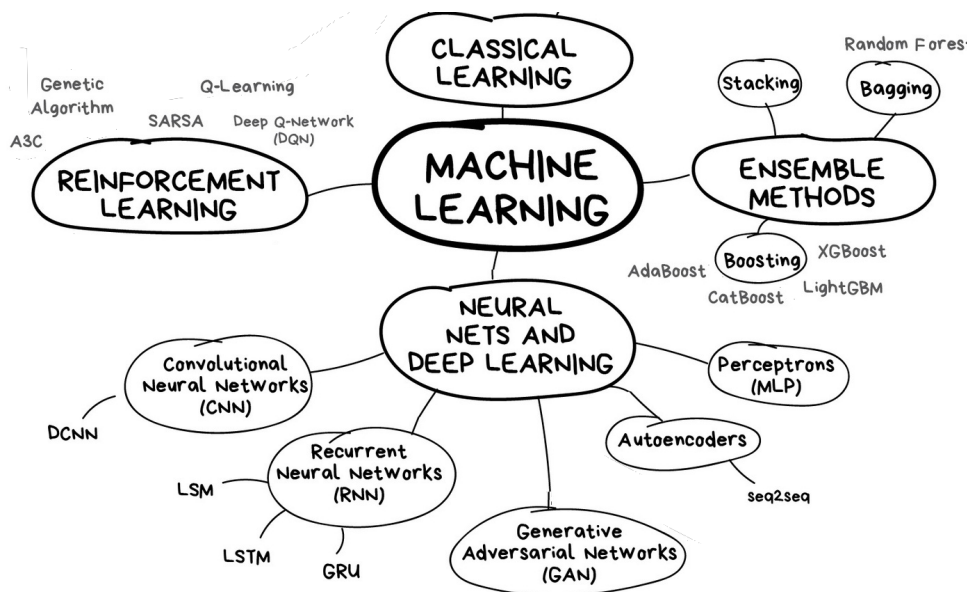 CLASSICAL
LEARNING
Random Forest
Stacking
Bagging
Genetic
Algorithm
Q-Learning
A3C
SARSA
Deep Q-Network
(DQN)
REINFORCEMENT
LEARNING
MACHINE
LEARNING
ENSEMBLE
METHODS
Boosting
XGBoost
AdaBoost
LightGBM
CatBoost
NEURAL
NETS AND
DEEP LEARNING
Convolutional
Neural Networks
(CNN)
DCNN
Perceptrons
(MLP)
Recurrent
Neural Networks
(RNN)
LSM
LSTM
GRU
Autoencoders
seq2seq
Generative
Adversarial Networks
(GAN)